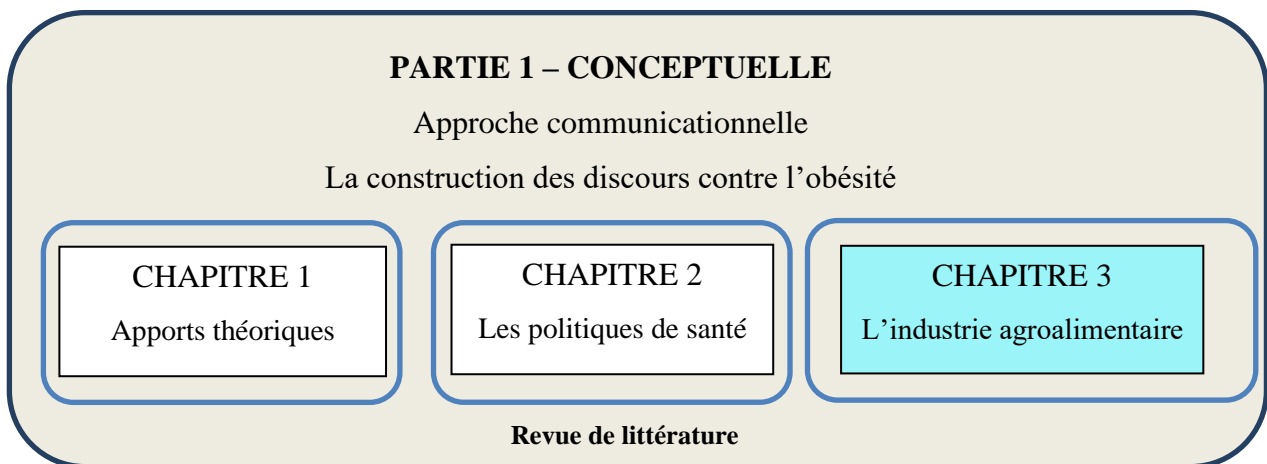 PARTIE 1 – CONCEPTUELLE
Approche communicationnelle
La construction des discours contre l’obésité
CHAPITRE 1
Apports théoriques
CHAPITRE 2
Les politiques de santé
CHAPITRE 3
L’industrie agroalimentaire
Revue de littérature